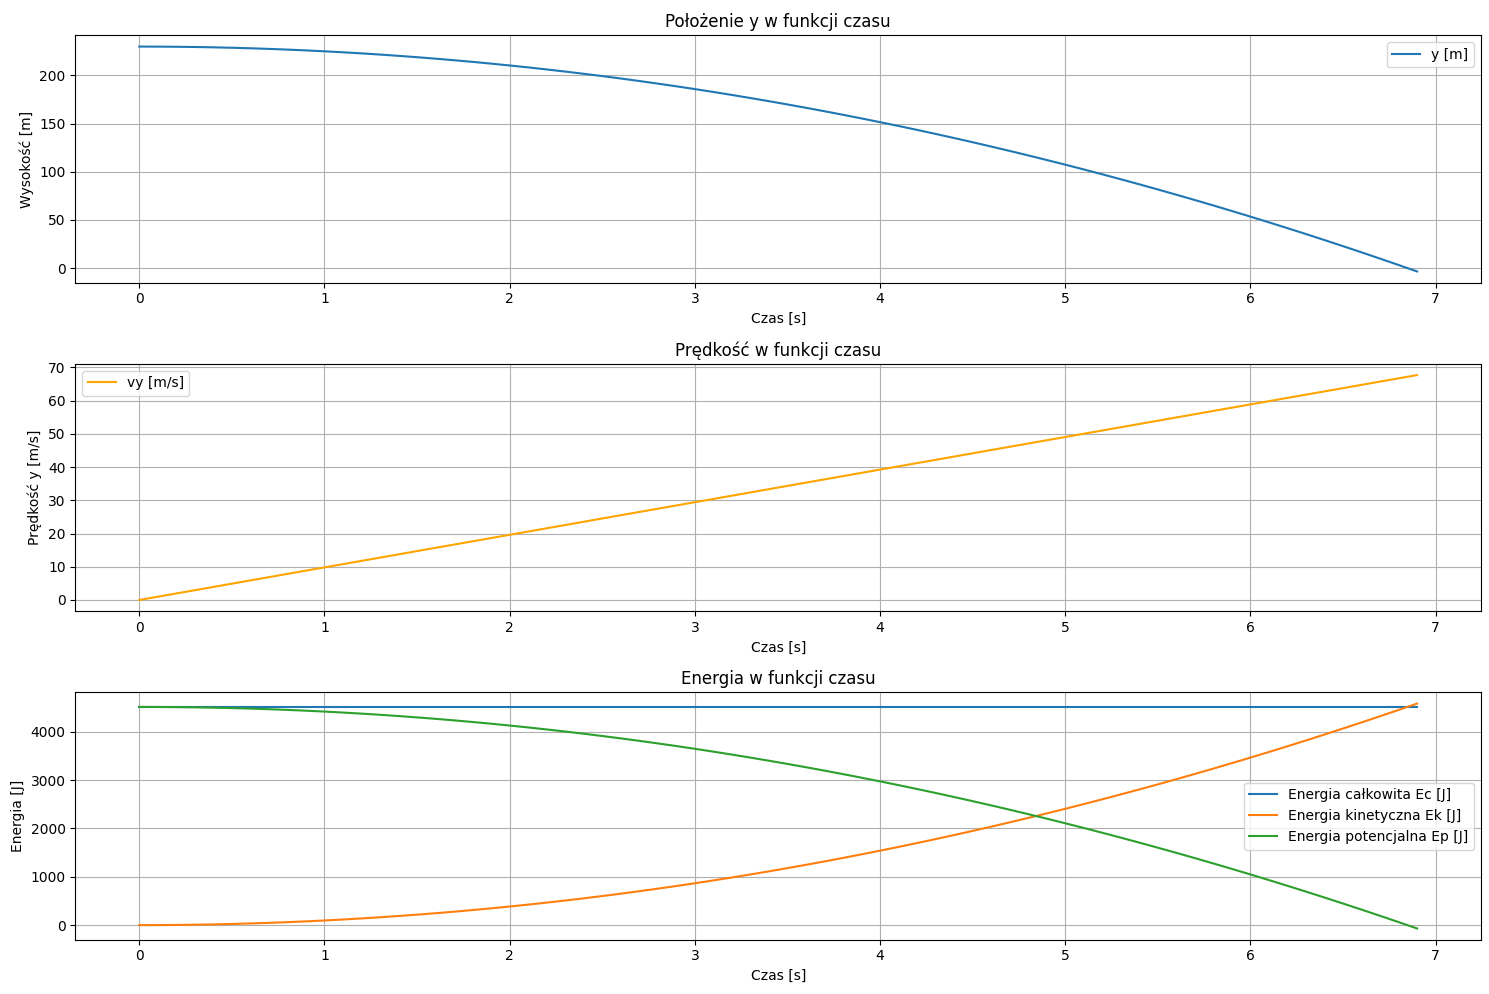 Położenie y w funkcji czasu
y [m]
Wysokość [m]
200
150
100
50
0
0 1 2 3 4 5 6 7
Czas [s]
Prędkość w funkcji czasu
vy [m/s]
Prędkość y [m/s]
70
60
50
40
30
20
10
0
0 1 2 3 4 5 6 7
Czas [s]
Energia w funkcji czasu
Energia całkowita Ec [J]
Energia kinetyczna Ek [J]
Energia potencjalna Ep [J]
Energia [J]
4000
3000
2000
1000
0
0 1 2 3 4 5 6 7
Czas [s]